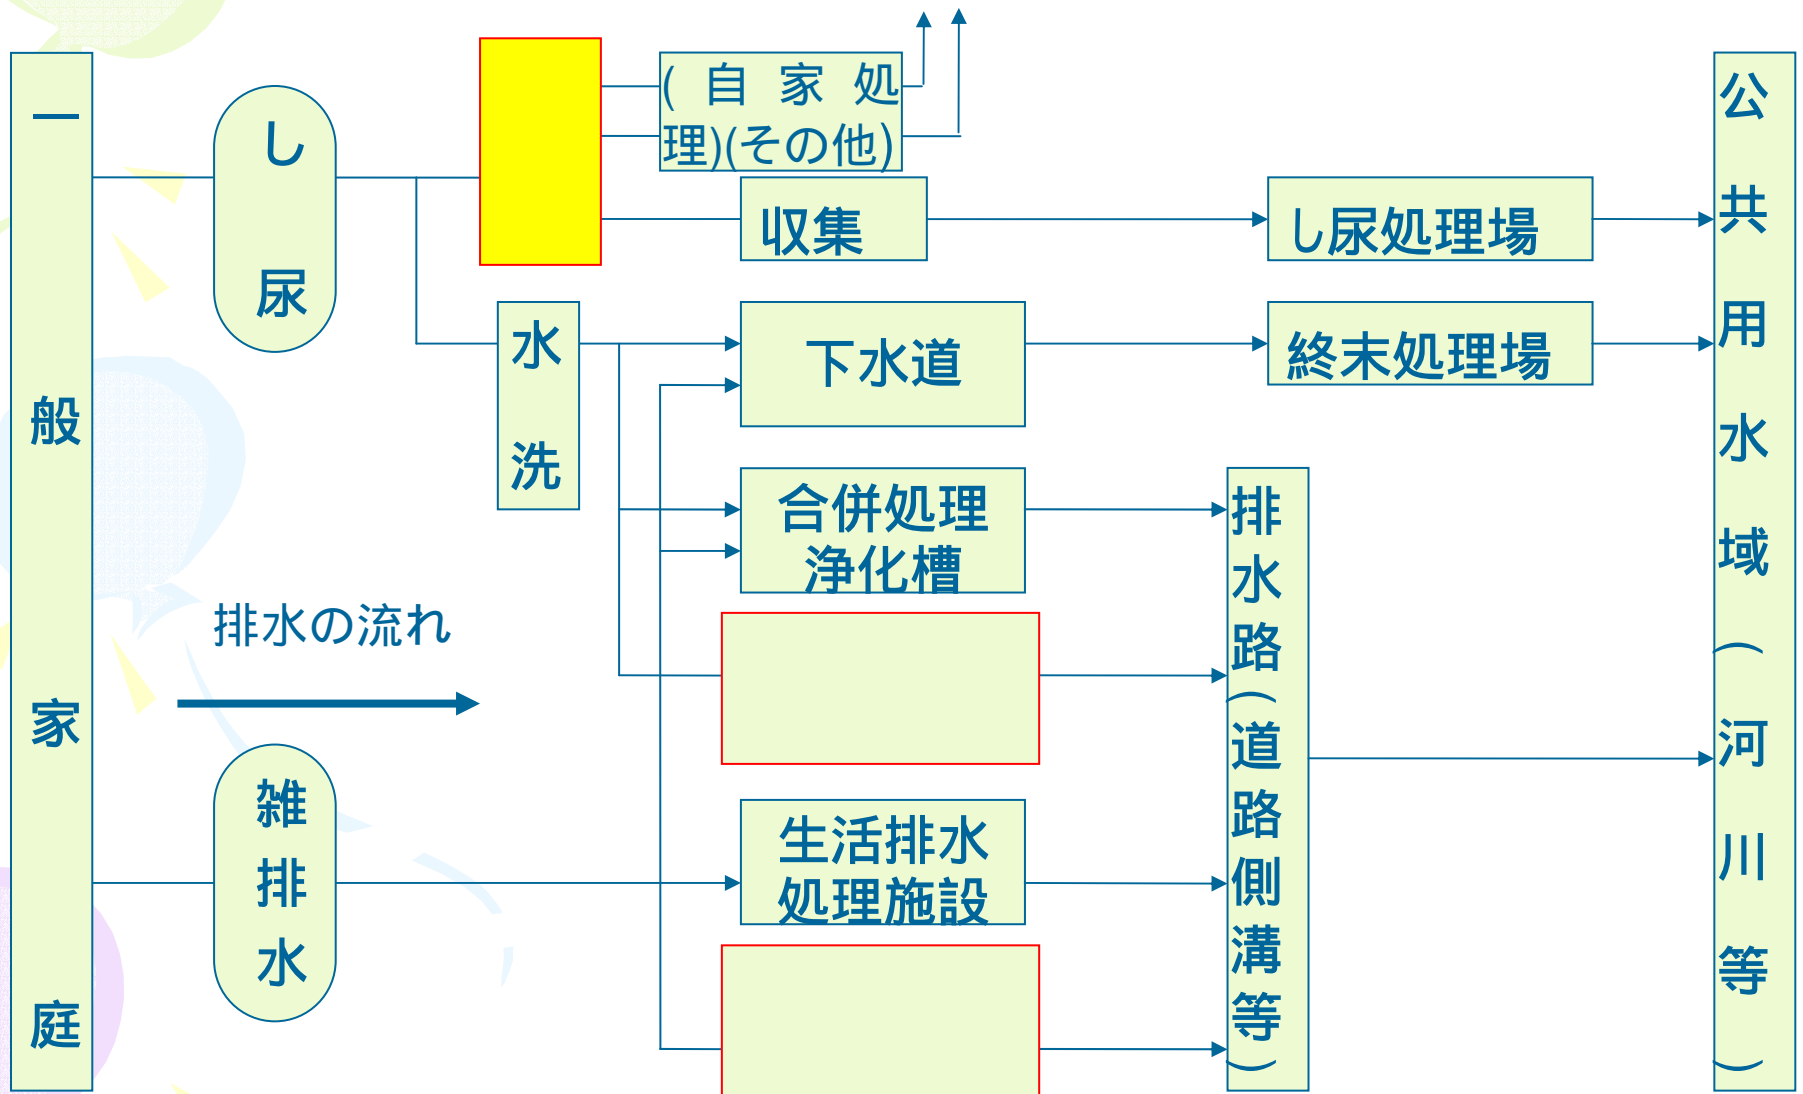 一般家庭
し尿
(自家処
理)(その他)
収集
し尿処理場
水洗
下水道
終末処理場
合併処理
浄化槽
排水の流れ
雑排水
生活排水
処理施設
排水路(道路側溝等)
公共用水域(河川等)